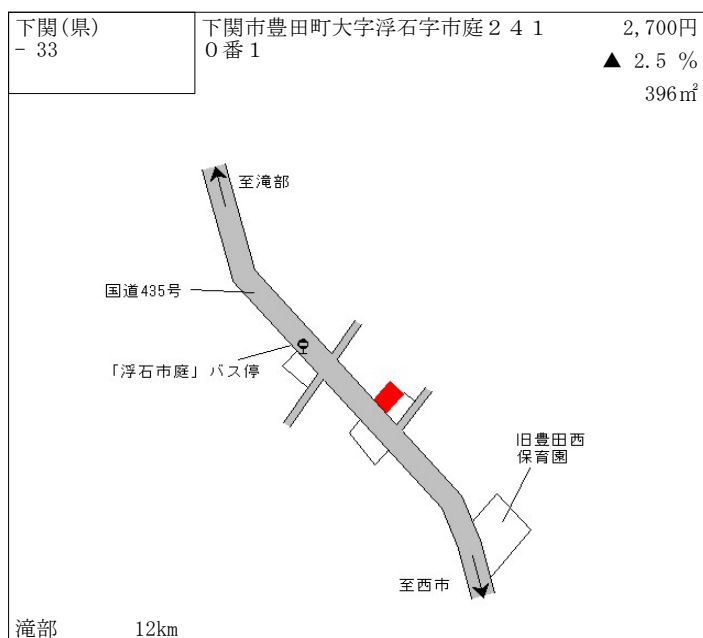 下関(県)
- 33
下関市豊田町大字浮石字市庭２４１
０番１
2,700円
▲ 2.5 %
396㎡
至滝部
国道435号
「浮石市庭」バス停
旧豊田西
保育園
至西市
滝部 12km